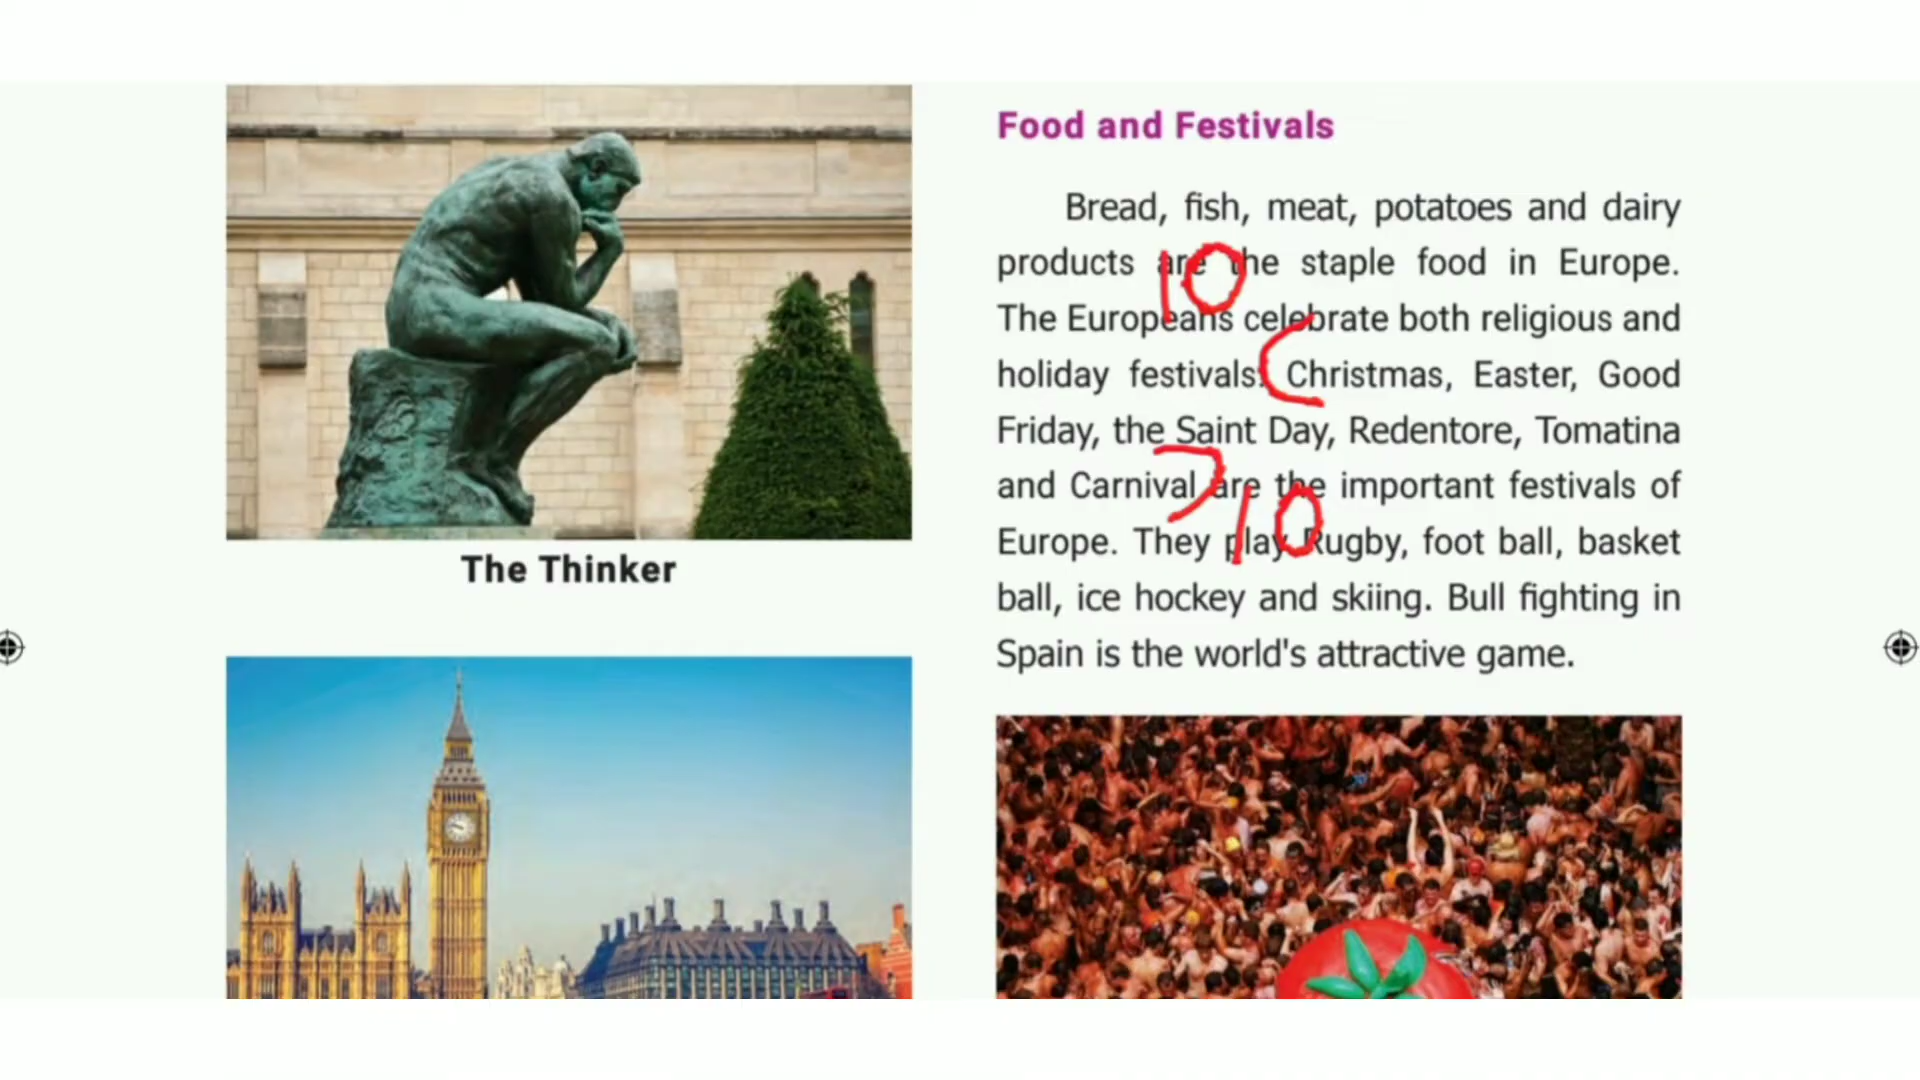 The Thinker
Food and Festivals
Bread, fish, meat, potatoes and dairy
products are the staple food in Europe.
The Europeans celebrate both religious and
holiday festivals. Christmas, Easter, Good
Friday, the Saint Day, Redentore, Tomatina
and Carnival are the important festivals of
Europe. They play Rugby, foot ball, basket
ball, ice hockey and skiing. Bull fighting in
Spain is the world's attractive game.
10
10